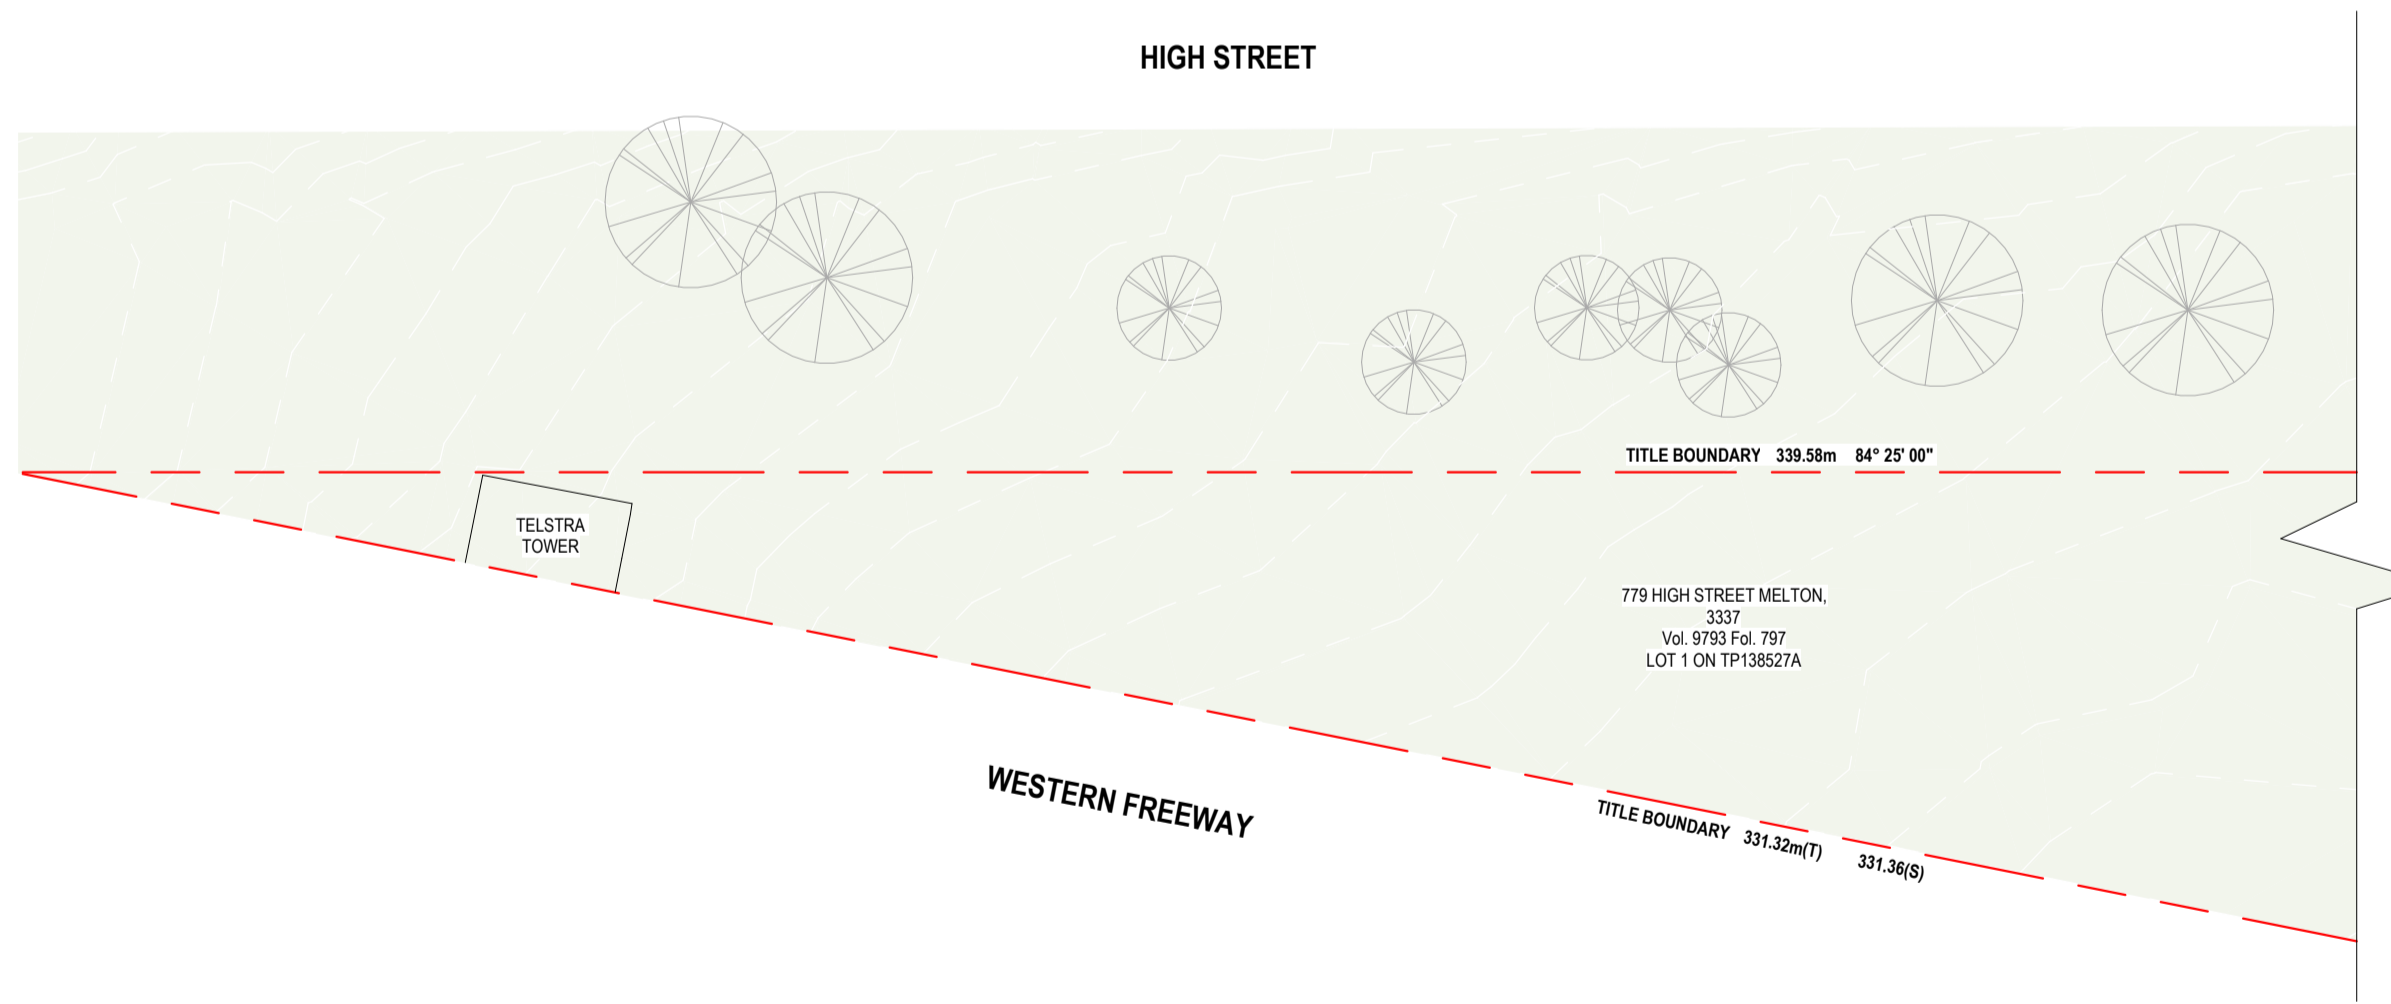 HIGH STREET
TITLE BOUNDARY 339.58m 84° 25' 00"
TELSTRA
TOWER
779 HIGH STREET MELTON,
3337
Vol. 9793 Fol. 797
LOT 1 ON TP138527A
WESTERN FREEWAY
TITLE BOUNDARY 331.32m(T) 331.36(S)